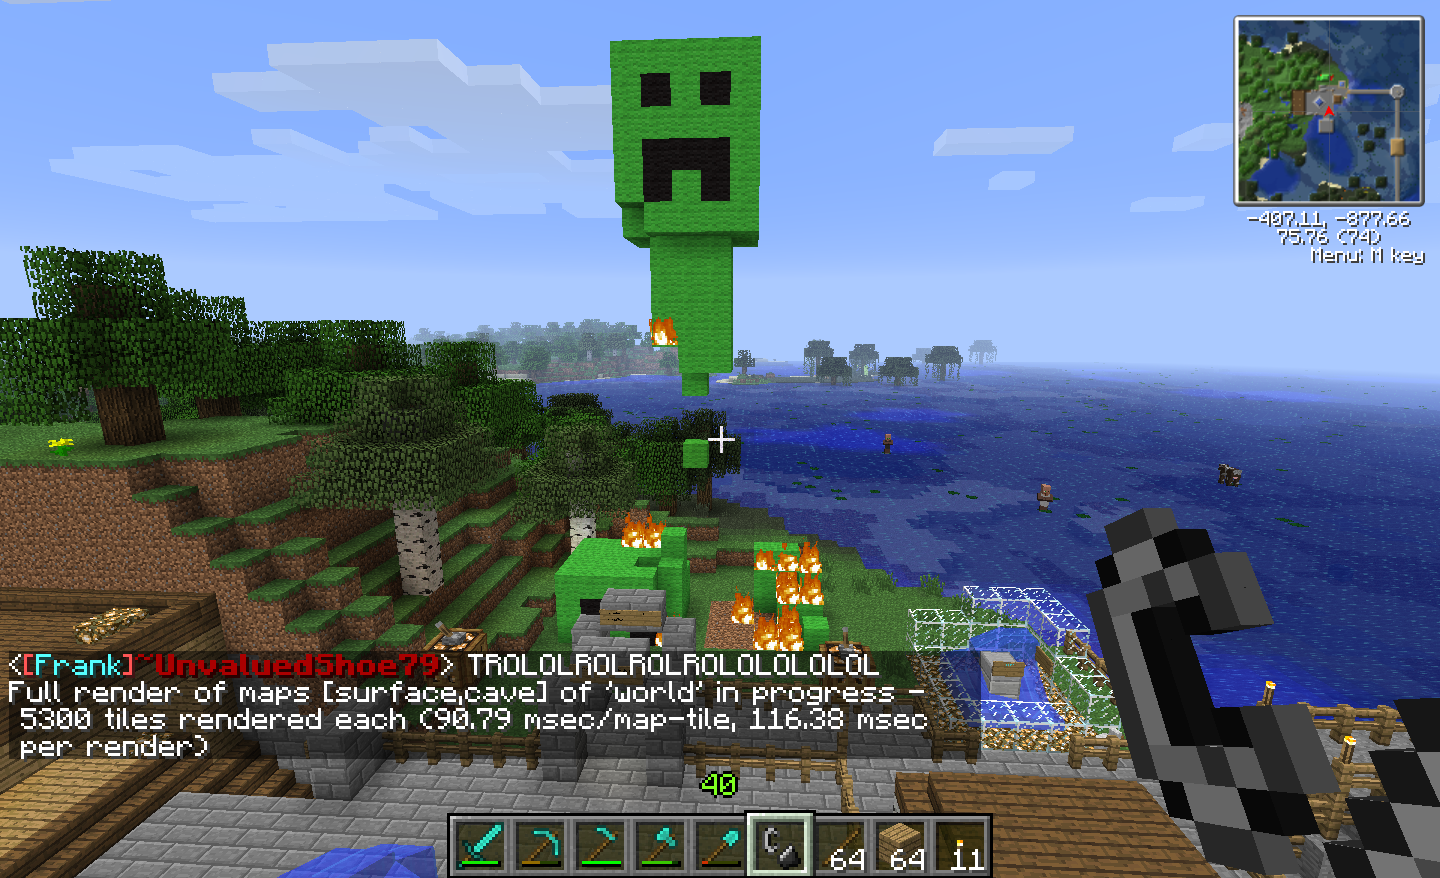 -407.11, -877.66
75.76 (74)
Menu: M key
<[Frank]~UnvaluedShoe79> TROLOLROLROLROLOLOLOLOL
Full render of maps [surface,cave] of 'world' in progress -
5300 tiles rendered each (90.79 msec/map-tile, 116.38 msec
per render)
40
64 64 11